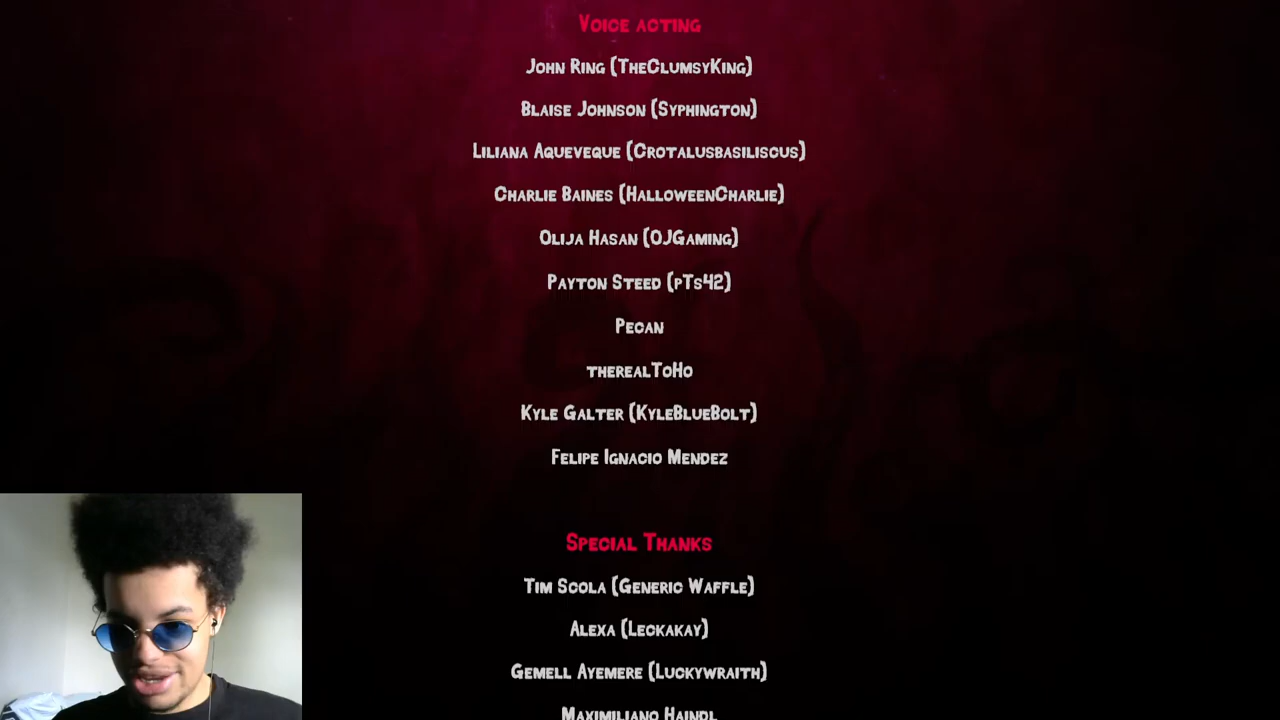 Voice acting
John Ring (TheClumsyKing)
Blaise Johnson (Syphington)
Liliana Aqueveque (Crotalusbasiliscus)
Charlie Baines (HalloweenCharlie)
Olija Hasan (OJGaming)
Payton Steed (pTs42)
Pecan
therealToHo
Kyle Galter (KyleBlueBolt)
Felipe Ignacio Mendez
Special Thanks
Tim Scola (Generic Waffle)
Alexa (Leckakay)
Gemell Ayemere (Luckywraith)
Maximiliano Haindl